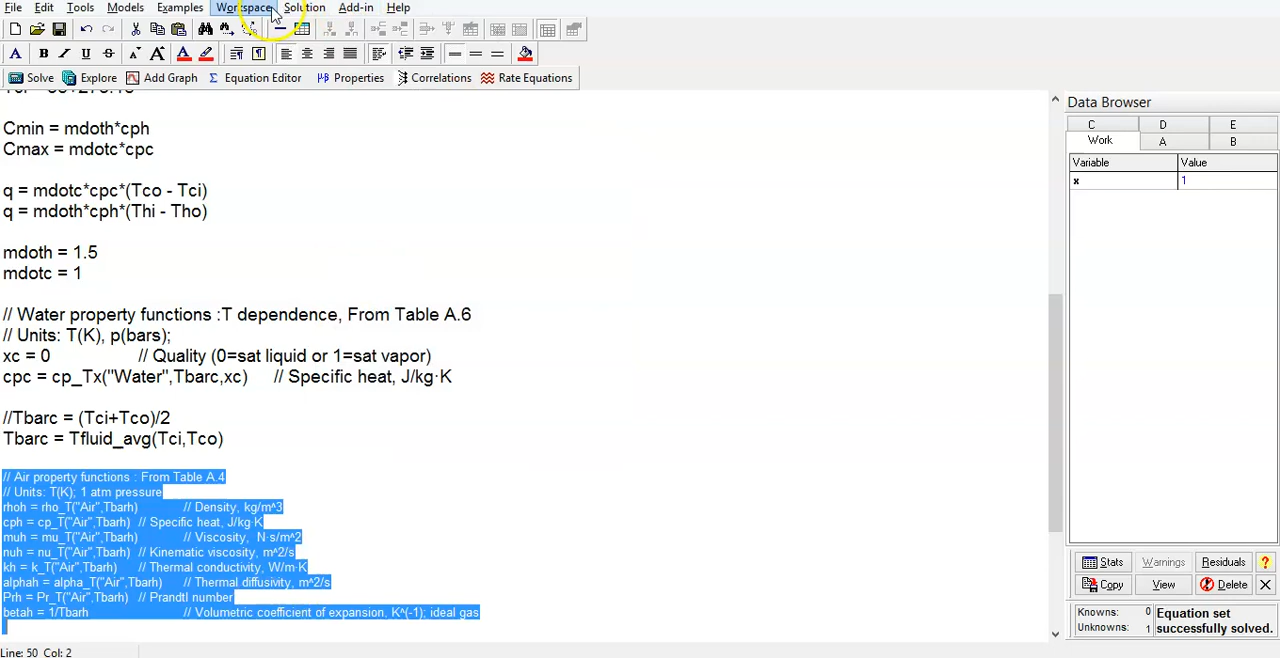 File Edit Tools Models Examples Workspace Solution Add-in Help
Solve Explore Add Graph Equation Editor Properties Correlations Rate Equations
Cmin = mdoth*cph
Cmax = mdotc*cpc
q = mdotc*cpc*(Tco - Tci)
q = mdoth*cph*(Thi - Tho)
mdoth = 1.5
mdotc = 1
// Water property functions :T dependence, From Table A.6
// Units: T(K), p(bars);
xc = 0 // Quality (0=sat liquid or 1=sat vapor)
cpc = cp_Tx("Water",Tbarc,xc) // Specific heat, J/kg·K
//Tbarc = (Tci+Tco)/2
Tbarc = Tfluid_avg(Tci,Tco)
// Air property functions : From Table A.4
// Units: T(K); 1 atm pressure
rhoh = rho_T("Air",Tbarh) // Density, kg/m^3
cph = cp_T("Air",Tbarh) // Specific heat, J/kg·K
muh = mu_T("Air",Tbarh) // Viscosity, N·s/m^2
nuh = nu_T("Air",Tbarh) // Kinematic viscosity, m^2/s
kh = k_T("Air",Tbarh) // Thermal conductivity, W/m·K
alphah = alpha_T("Air",Tbarh) // Thermal diffusivity, m^2/s
Prh = Pr_T("Air",Tbarh) // Prandtl number
betah = 1/Tbarh // Volumetric coefficient of expansion, K^(-1); ideal gas
Line: 50 Col: 2
Data Browser
C D E
Work A B
Variable Value
x 1
Stats Warnings Residuals ?
Copy View Delete
Knowns: 0 Equation set
Unknowns: 1 successfully solved.